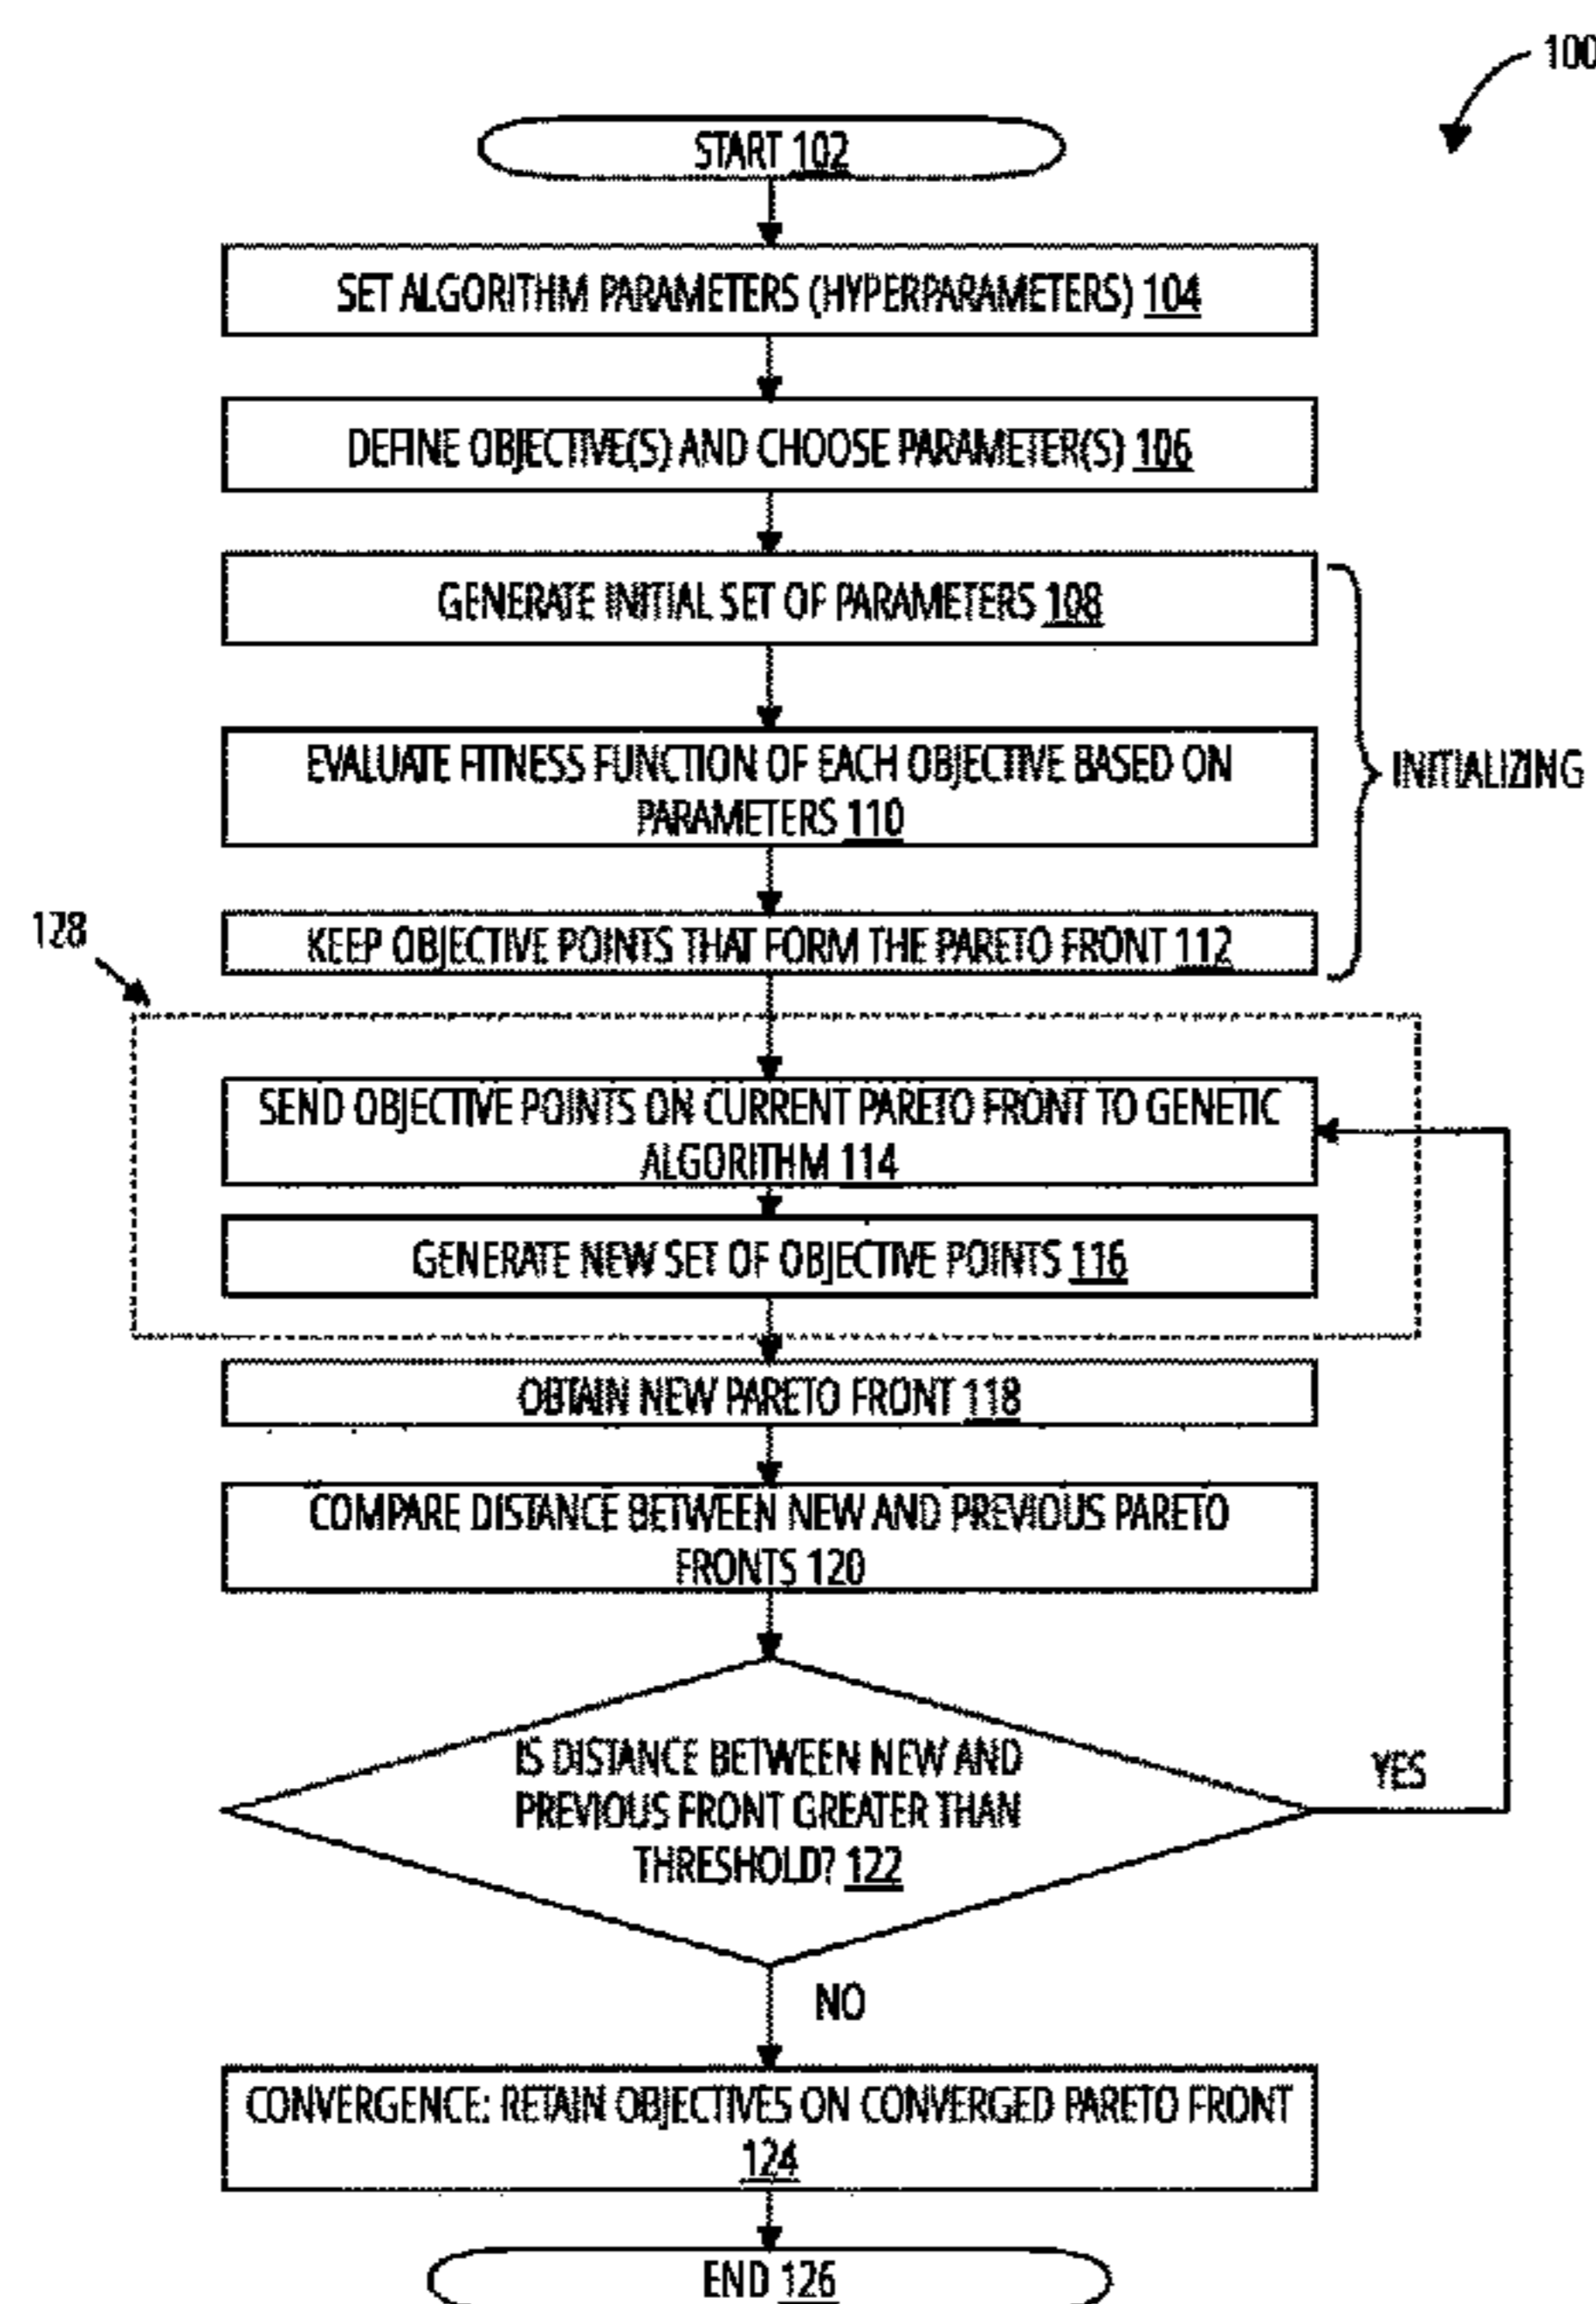 100
START 102
SET ALGORITHM PARAMETERS (HYPERPARAMETERS) 104
DEFINE OBJECTIVE(S) AND CHOOSE PARAMETER(S) 106
GENERATE INITIAL SET OF PARAMETERS 108
EVALUATE FITNESS FUNCTION OF EACH OBJECTIVE BASED ON
PARAMETERS 110
INITIALIZING
KEEP OBJECTIVE POINTS THAT FORM THE PARETO FRONT 112
128
SEND OBJECTIVE POINTS ON CURRENT PARETO FRONT TO GENETIC
ALGORITHM 114
GENERATE NEW SET OF OBJECTIVE POINTS 116
OBTAIN NEW PARETO FRONT 118
COMPARE DISTANCE BETWEEN NEW AND PREVIOUS PARETO
FRONTS 120
IS DISTANCE BETWEEN NEW AND
PREVIOUS FRONT GREATER THAN
THRESHOLD? 122
YES
NO
CONVERGENCE: RETAIN OBJECTIVES ON CONVERGED PARETO FRONT
124
END 126